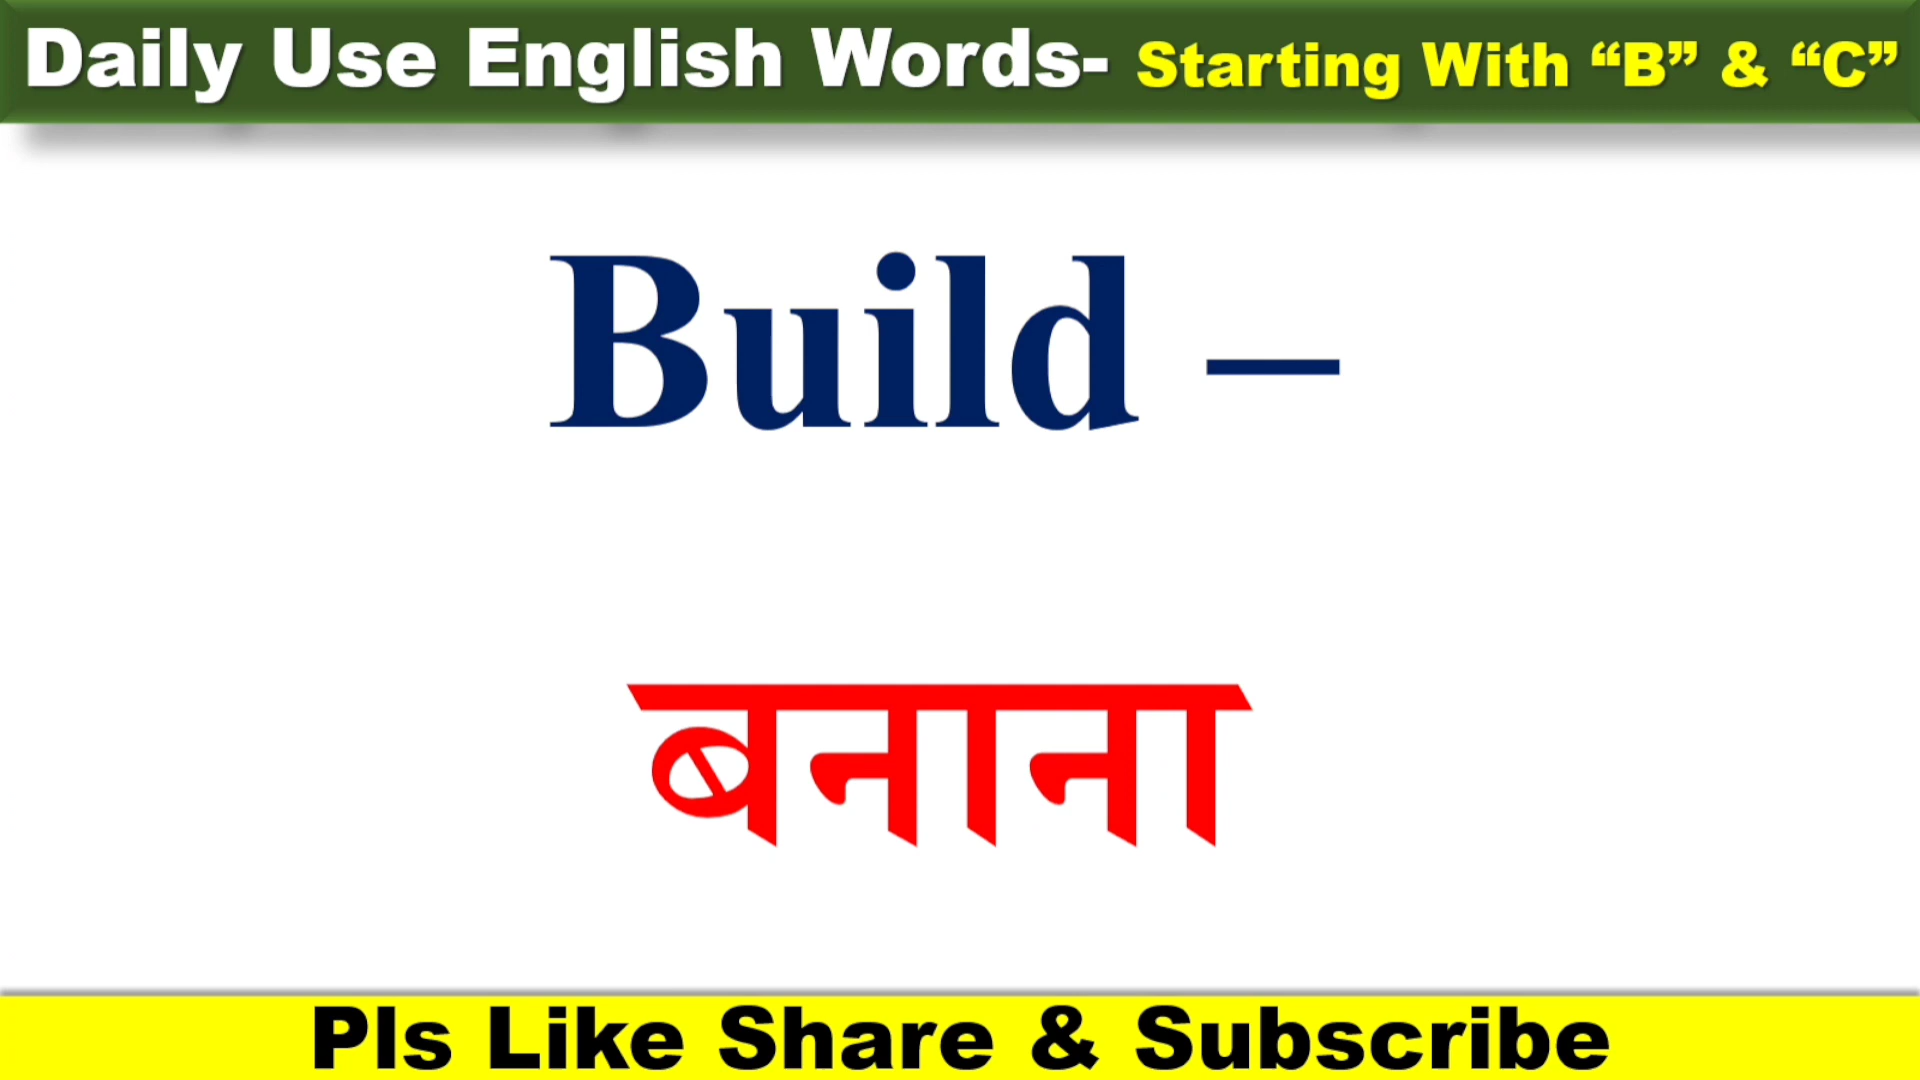 Daily Use English Words- Starting With “B” & “C”
Build –
बनाना
Pls Like Share & Subscribe